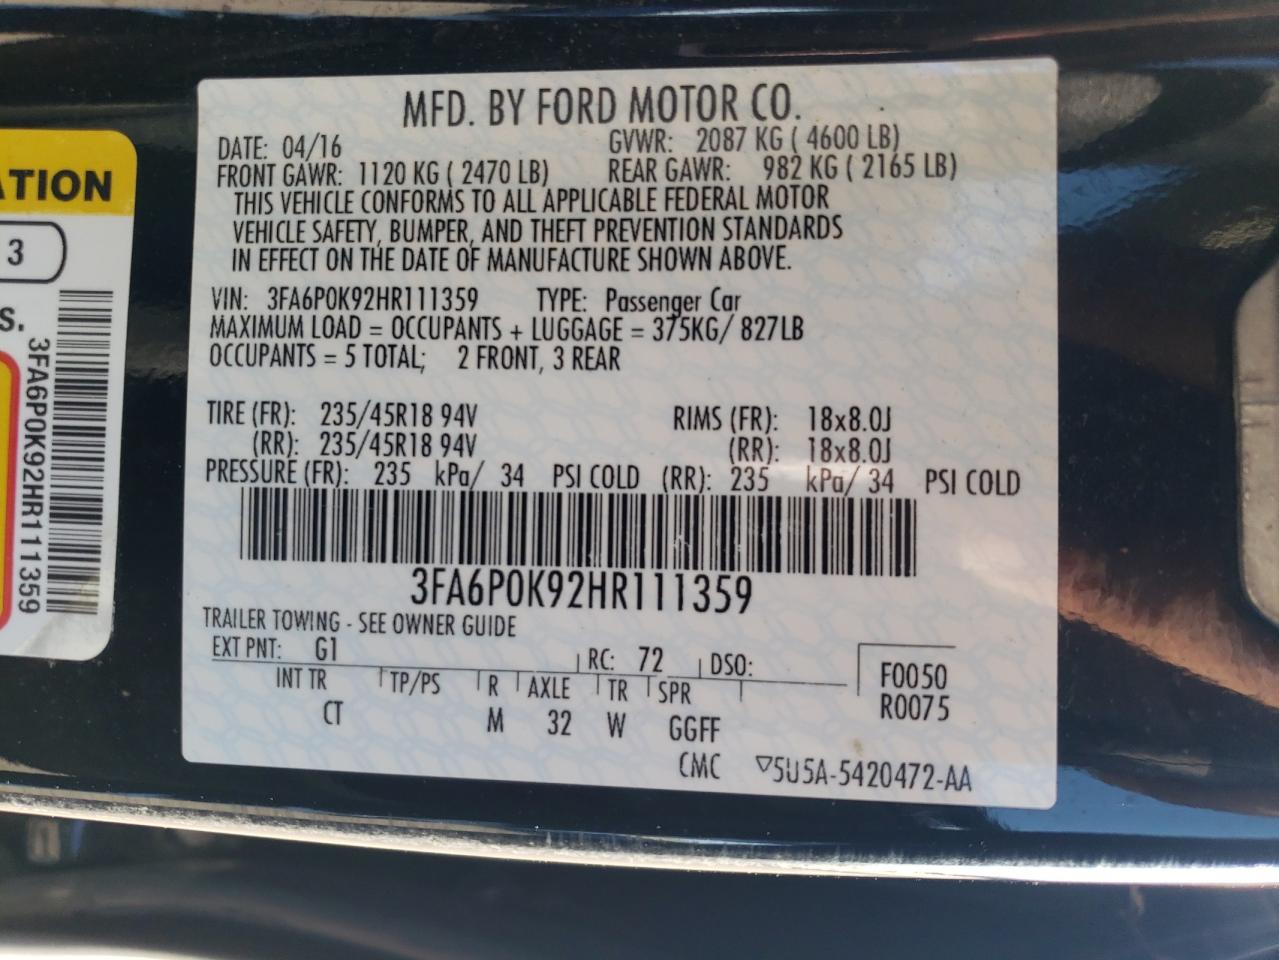 MFD. BY FORD MOTOR CO.
DATE: 04/16 GVWR: 2087 KG ( 4600 LB)
FRONT GAWR: 1120 KG ( 2470 LB) REAR GAWR: 982 KG ( 2165 LB)
THIS VEHICLE CONFORMS TO ALL APPLICABLE FEDERAL MOTOR
VEHICLE SAFETY, BUMPER, AND THEFT PREVENTION STANDARDS
IN EFFECT ON THE DATE OF MANUFACTURE SHOWN ABOVE.
VIN: 3FA6P0K92HR111359 TYPE: Passenger Car
MAXIMUM LOAD = OCCUPANTS + LUGGAGE = 375KG/ 827LB
OCCUPANTS = 5 TOTAL; 2 FRONT, 3 REAR
TIRE (FR): 235/45R18 94V RIMS (FR): 18x8.0J
(RR): 235/45R18 94V (RR): 18x8.0J
PRESSURE (FR): 235 kPa/ 34 PSI COLD (RR): 235 kPa/ 34 PSI COLD
3FA6P0K92HR111359
TRAILER TOWING - SEE OWNER GUIDE
EXT PNT: G1 RC: 72 DSO:
INT TR TP/PS R AXLE TR SPR
CT M 32 W GGFF
F0050
R0075
CMC ▽5U5A-5420472-AA
ATION
3
S.
3FA6P0K92HR111359